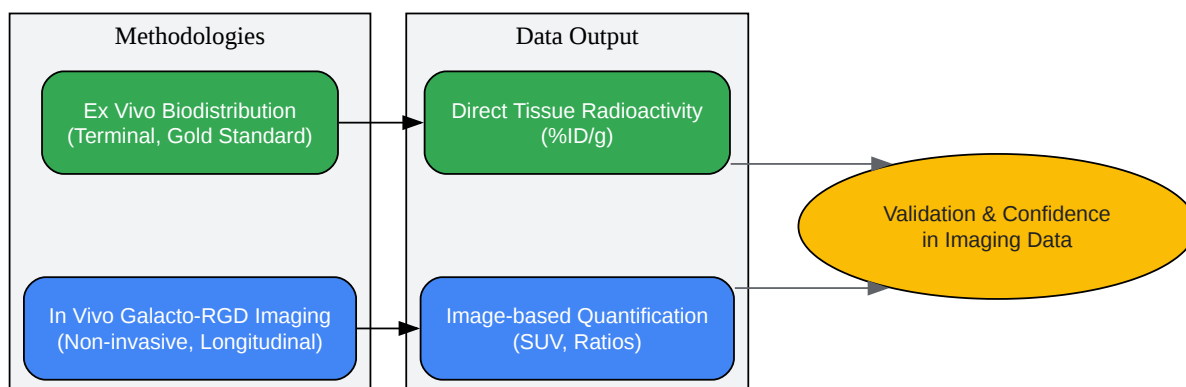 Methodologies
Data Output
Ex Vivo Biodistribution
(Terminal, Gold Standard)
Direct Tissue Radioactivity
(%ID/g)
Validation & Confidence
in Imaging Data
In Vivo Galacto-RGD Imaging
(Non-invasive, Longitudinal)
Image-based Quantification
(SUV, Ratios)